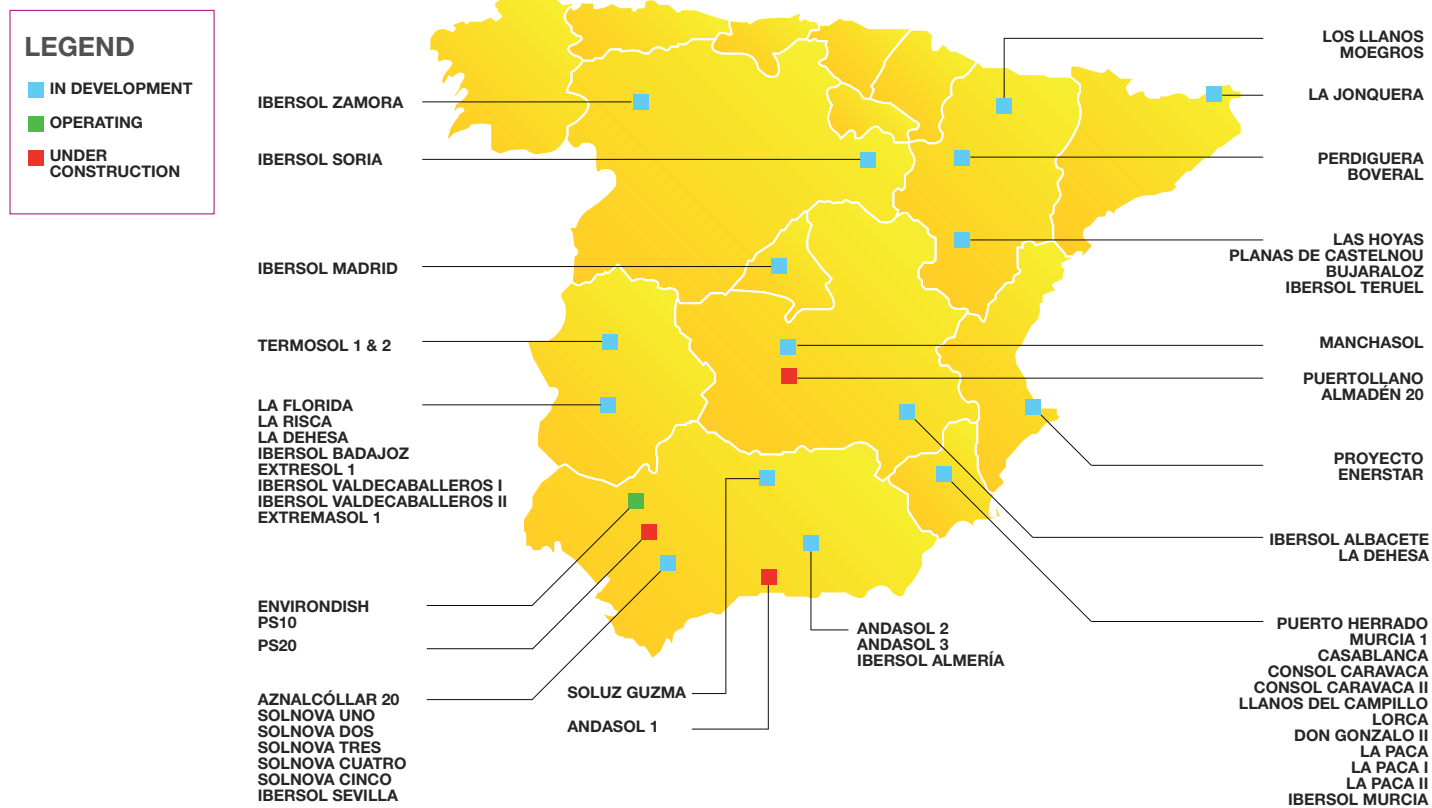 LEGEND
IN DEVELOPMENT
OPERATING
UNDER
CONSTRUCTION
IBERSOL ZAMORA
IBERSOL SORIA
IBERSOL MADRID
TERMOSOL 1 & 2
LA FLORIDA
LA RISCA
LA DEHESA
IBERSOL BADAJOZ
EXTRESOL 1
IBERSOL VALDECABALLEROS I
IBERSOL VALDECABALLEROS II
EXTREMASOL 1
ENVIRONDISH
PS10
PS20
AZNALCÓLLAR 20
SOLNOVA UNO
SOLNOVA DOS
SOLNOVA TRES
SOLNOVA CUATRO
SOLNOVA CINCO
IBERSOL SEVILLA
SOLUZ GUZMA
ANDASOL 1
ANDASOL 2
ANDASOL 3
IBERSOL ALMERÍA
LOS LLANOS
MOEGROS
LA JONQUERA
PERDIGUERA
BOVERAL
LAS HOYAS
PLANAS DE CASTELNOU
BUJARALOZ
IBERSOL TERUEL
MANCHASOL
PUERTOLLANO
ALMADÉN 20
PROYECTO
ENERSTAR
IBERSOL ALBACETE
LA DEHESA
PUERTO HERRADO
MURCIA 1
CASABLANCA
CONSOL CARAVACA
CONSOL CARAVACA II
LLANOS DEL CAMPILLO
LORCA
DON GONZALO II
LA PACA
LA PACA I
LA PACA II
IBERSOL MURCIA